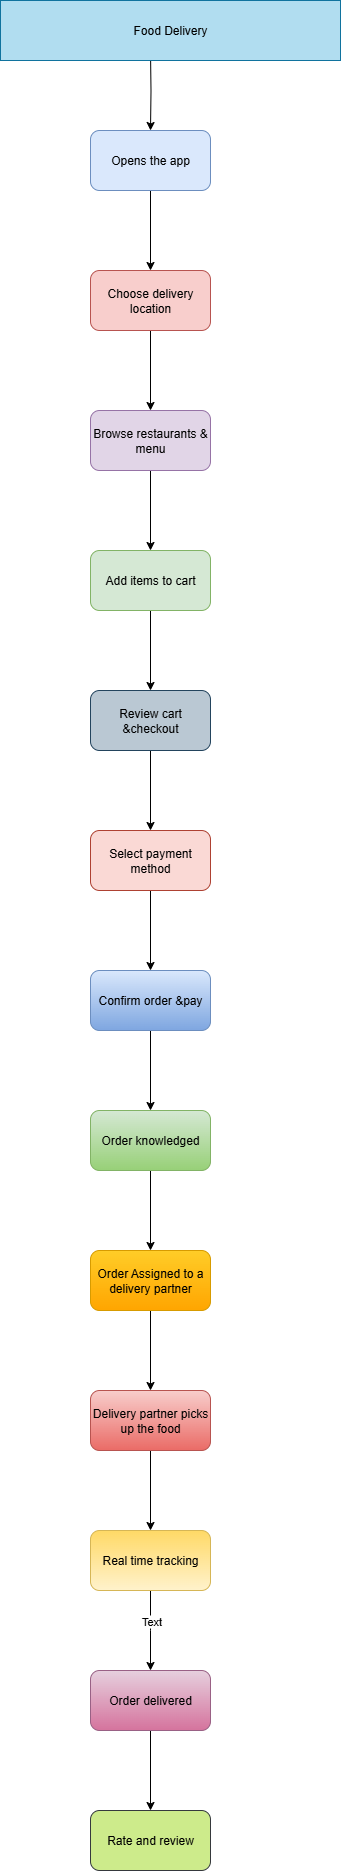 Food Delivery
Opens the app
Choose delivery
location
Browse restaurants &
menu
Add items to cart
Review cart
&checkout
Select payment
method
Confirm order &pay
Order knowledged
Order Assigned to a
delivery partner
Delivery partner picks
up the food
Real time tracking
Text
Order delivered
Rate and review